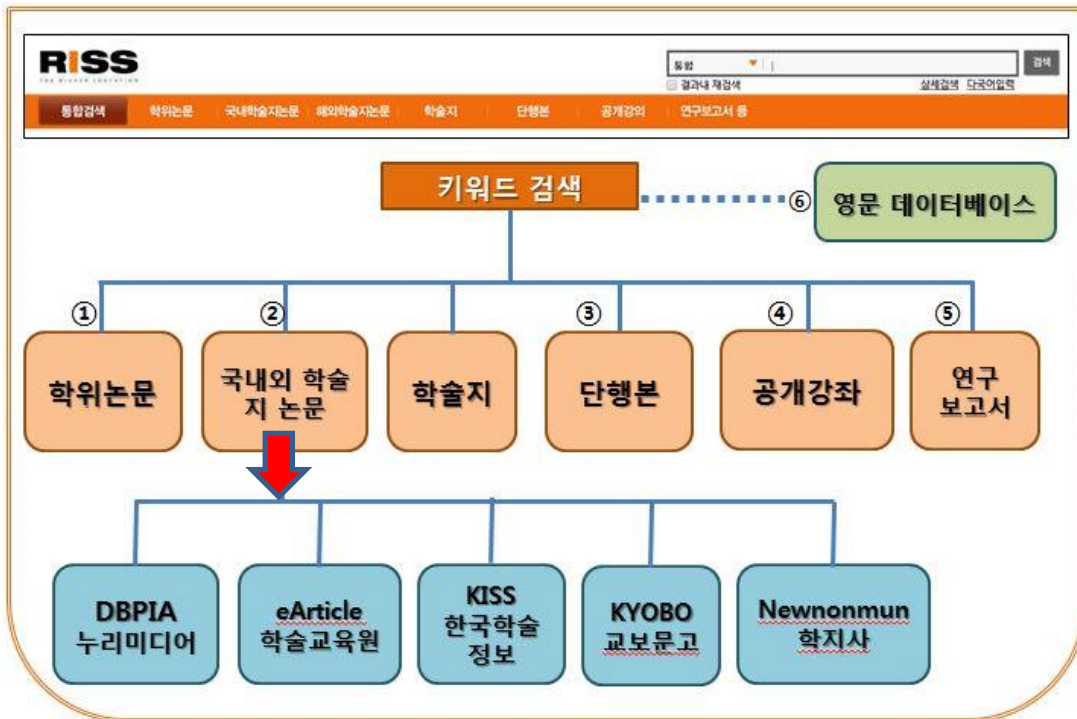 RISS
통합
검색
결과내 재검색
상세검색 다국어입력
통합검색 학위논문 국내학술지논문 해외학술지논문 학술지 단행본 공개강의 연구보고서 등
키워드 검색
⑥
영문 데이터베이스
① ② ③ ④ ⑤
학위논문
국내외 학술
지 논문
학술지
단행본
공개강좌
연구
보고서
DBPIA
누리미디어
eArticle
학술교육원
KISS
한국학술
정보
KYOBO
교보문고
Newnonmun
학지사